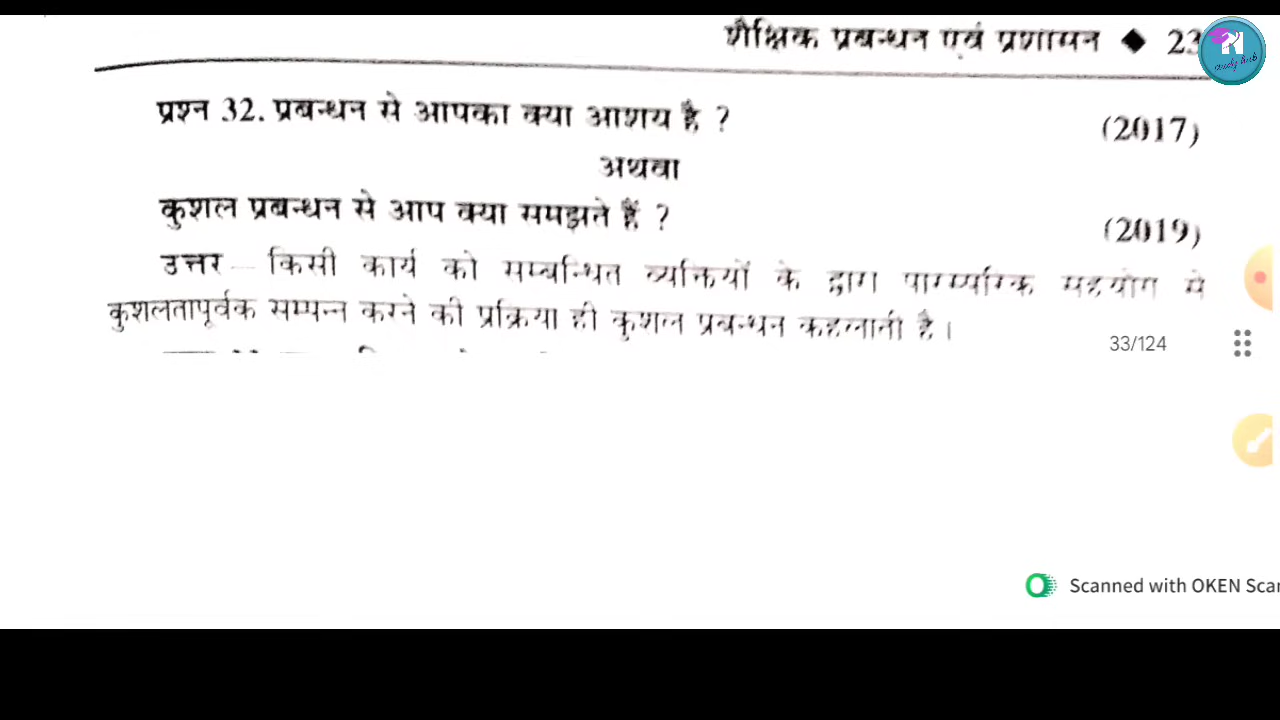 शैक्षिक प्रबन्धन एवं प्रशासन ◆ 23
N
study hub
प्रश्न 32. प्रबन्धन से आपका क्या आशय है ? (2017)
अथवा
कुशल प्रबन्धन से आप क्या समझते हैं ? (2019)
उत्तर – किसी कार्य को सम्बन्धित व्यक्तियों के द्वारा पारस्परिक सहयोग से
कुशलतापूर्वक सम्पन्न करने की प्रक्रिया ही कुशल प्रबन्धन कहलाती है।
33/124
Scanned with OKEN Scan